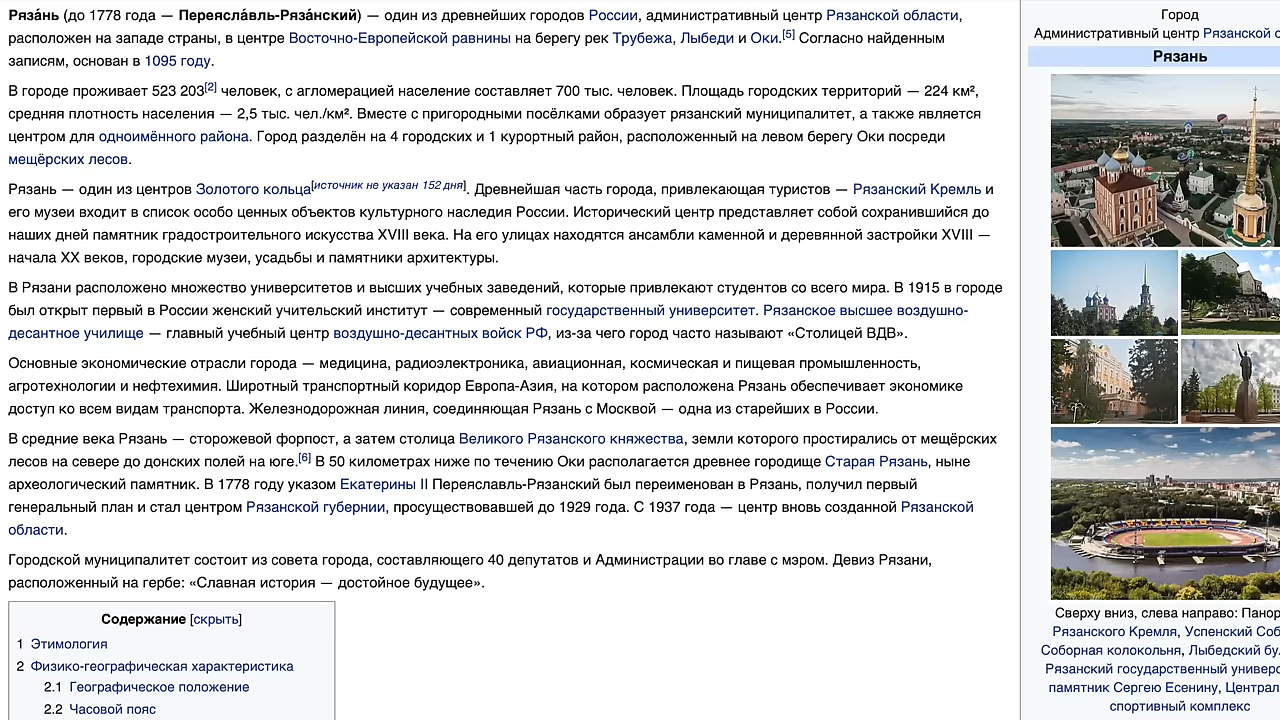 Ряза́нь (до 1778 года — Переясла́вль-Ряза́нский) — один из древнейших городов России, административный центр Рязанской области,
расположен на западе страны, в центре Восточно-Европейской равнины на берегу рек Трубежа, Лыбеди и Оки.[5] Согласно найденным
записям, основан в 1095 году.
В городе проживает 523 203[2] человек, с агломерацией население составляет 700 тыс. человек. Площадь городских территорий — 224 км²,
средняя плотность населения — 2,5 тыс. чел./км². Вместе с пригородными посёлками образует рязанский муниципалитет, а также является
центром для одноимённого района. Город разделён на 4 городских и 1 курортный район, расположенный на левом берегу Оки посреди
мещёрских лесов.
Рязань — один из центров Золотого кольца[источник не указан 152 дня]. Древнейшая часть города, привлекающая туристов — Рязанский Кремль и
его музеи входит в список особо ценных объектов культурного наследия России. Исторический центр представляет собой сохранившийся до
наших дней памятник градостроительного искусства XVIII века. На его улицах находятся ансамбли каменной и деревянной застройки XVIII —
начала XX веков, городские музеи, усадьбы и памятники архитектуры.
В Рязани расположено множество университетов и высших учебных заведений, которые привлекают студентов со всего мира. В 1915 в городе
был открыт первый в России женский учительский институт — современный государственный университет. Рязанское высшее воздушно-
десантное училище — главный учебный центр воздушно-десантных войск РФ, из-за чего город часто называют «Столицей ВДВ».
Основные экономические отрасли города — медицина, радиоэлектроника, авиационная, космическая и пищевая промышленность,
агротехнологии и нефтехимия. Широтный транспортный коридор Европа-Азия, на котором расположена Рязань обеспечивает экономике
доступ ко всем видам транспорта. Железнодорожная линия, соединяющая Рязань с Москвой — одна из старейших в России.
В средние века Рязань — сторожевой форпост, а затем столица Великого Рязанского княжества, земли которого простирались от мещёрских
лесов на севере до донских полей на юге.[6] В 50 километрах ниже по течению Оки располагается древнее городище Старая Рязань, ныне
археологический памятник. В 1778 году указом Екатерины II Переяславль-Рязанский был переименован в Рязань, получил первый
генеральный план и стал центром Рязанской губернии, просуществовавшей до 1929 года. С 1937 года — центр вновь созданной Рязанской
области.
Городской муниципалитет состоит из совета города, составляющего 40 депутатов и Администрации во главе с мэром. Девиз Рязани,
расположенный на гербе: «Славная история — достойное будущее».
Содержание [скрыть]
1 Этимология
2 Физико-географическая характеристика
2.1 Географическое положение
2.2 Часовой пояс
Город
Административный центр Рязанской о
Рязань
Сверху вниз, слева направо: Панор
Рязанского Кремля, Успенский Соб
Соборная колокольня, Лыбедский бу
Рязанский государственный универс
памятник Сергею Есенину, Централ
спортивный комплекс